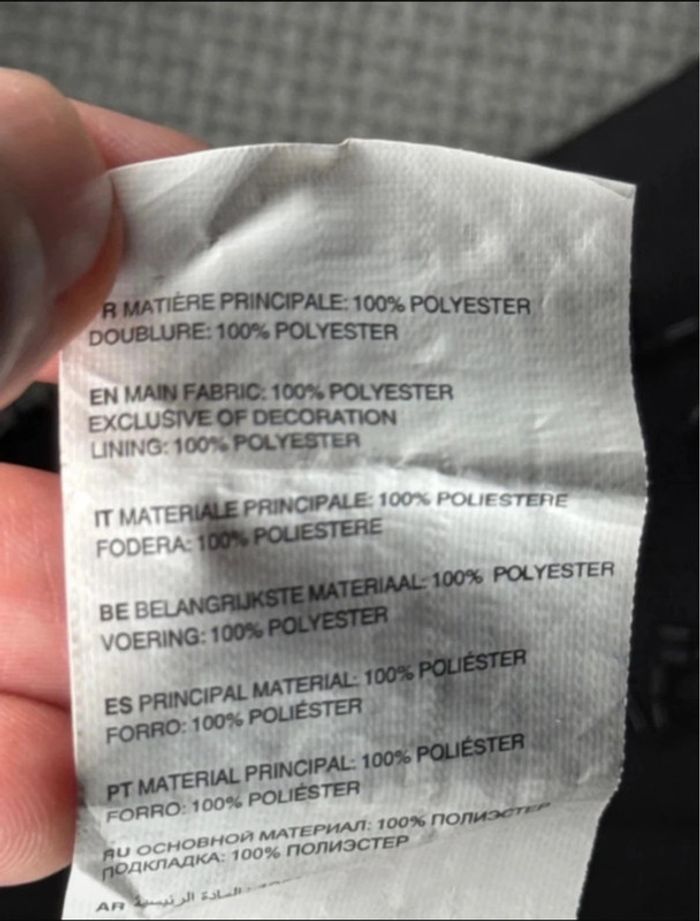 R MATIÈRE PRINCIPALE: 100% POLYESTER
DOUBLURE: 100% POLYESTER
EN MAIN FABRIC: 100% POLYESTER
EXCLUSIVE OF DECORATION
LINING: 100% POLYESTER
IT MATERIALE PRINCIPALE: 100% POLIESTERE
FODERA: 100% POLIESTERE
BE BELANGRIJKSTE MATERIAAL: 100% POLYESTER
VOERING: 100% POLYESTER
ES PRINCIPAL MATERIAL: 100% POLIÉSTER
FORRO: 100% POLIÉSTER
PT MATERIAL PRINCIPAL: 100% POLIÉSTER
FORRO: 100% POLIÉSTER
RU ОСНОВНОЙ МАТЕРИАЛ: 100% ПОЛИЭСТЕР
ПОДКЛАДКА: 100% ПОЛИЭСТЕР
AR المادة الرئيسية